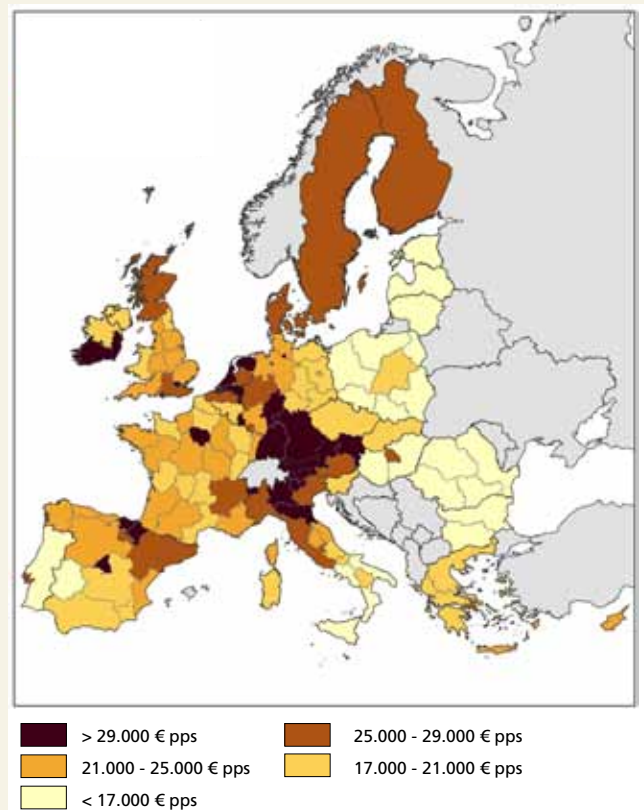 > 29.000 € pps
25.000 - 29.000 € pps
21.000 - 25.000 € pps
17.000 - 21.000 € pps
< 17.000 € pps